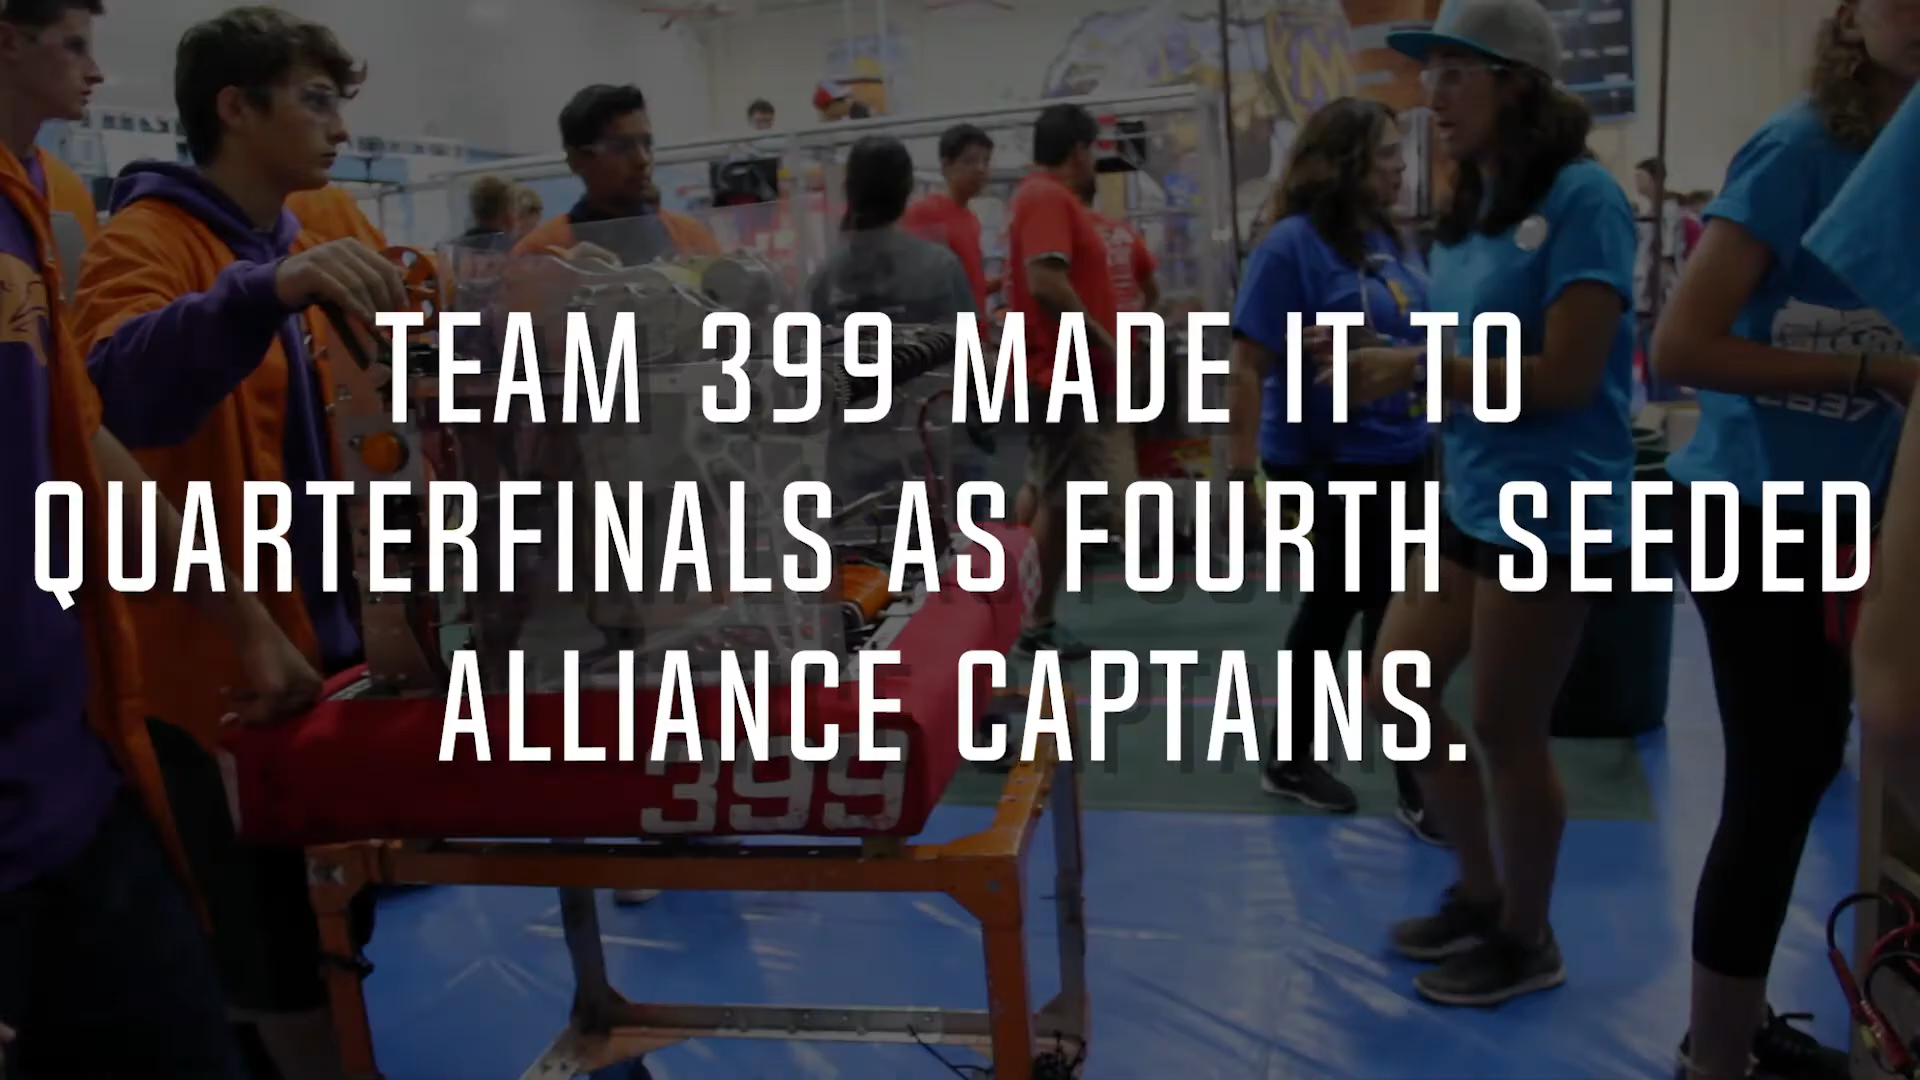 TEAM 399 MADE IT TO
QUARTERFINALS AS FOURTH SEEDED
ALLIANCE CAPTAINS.
399